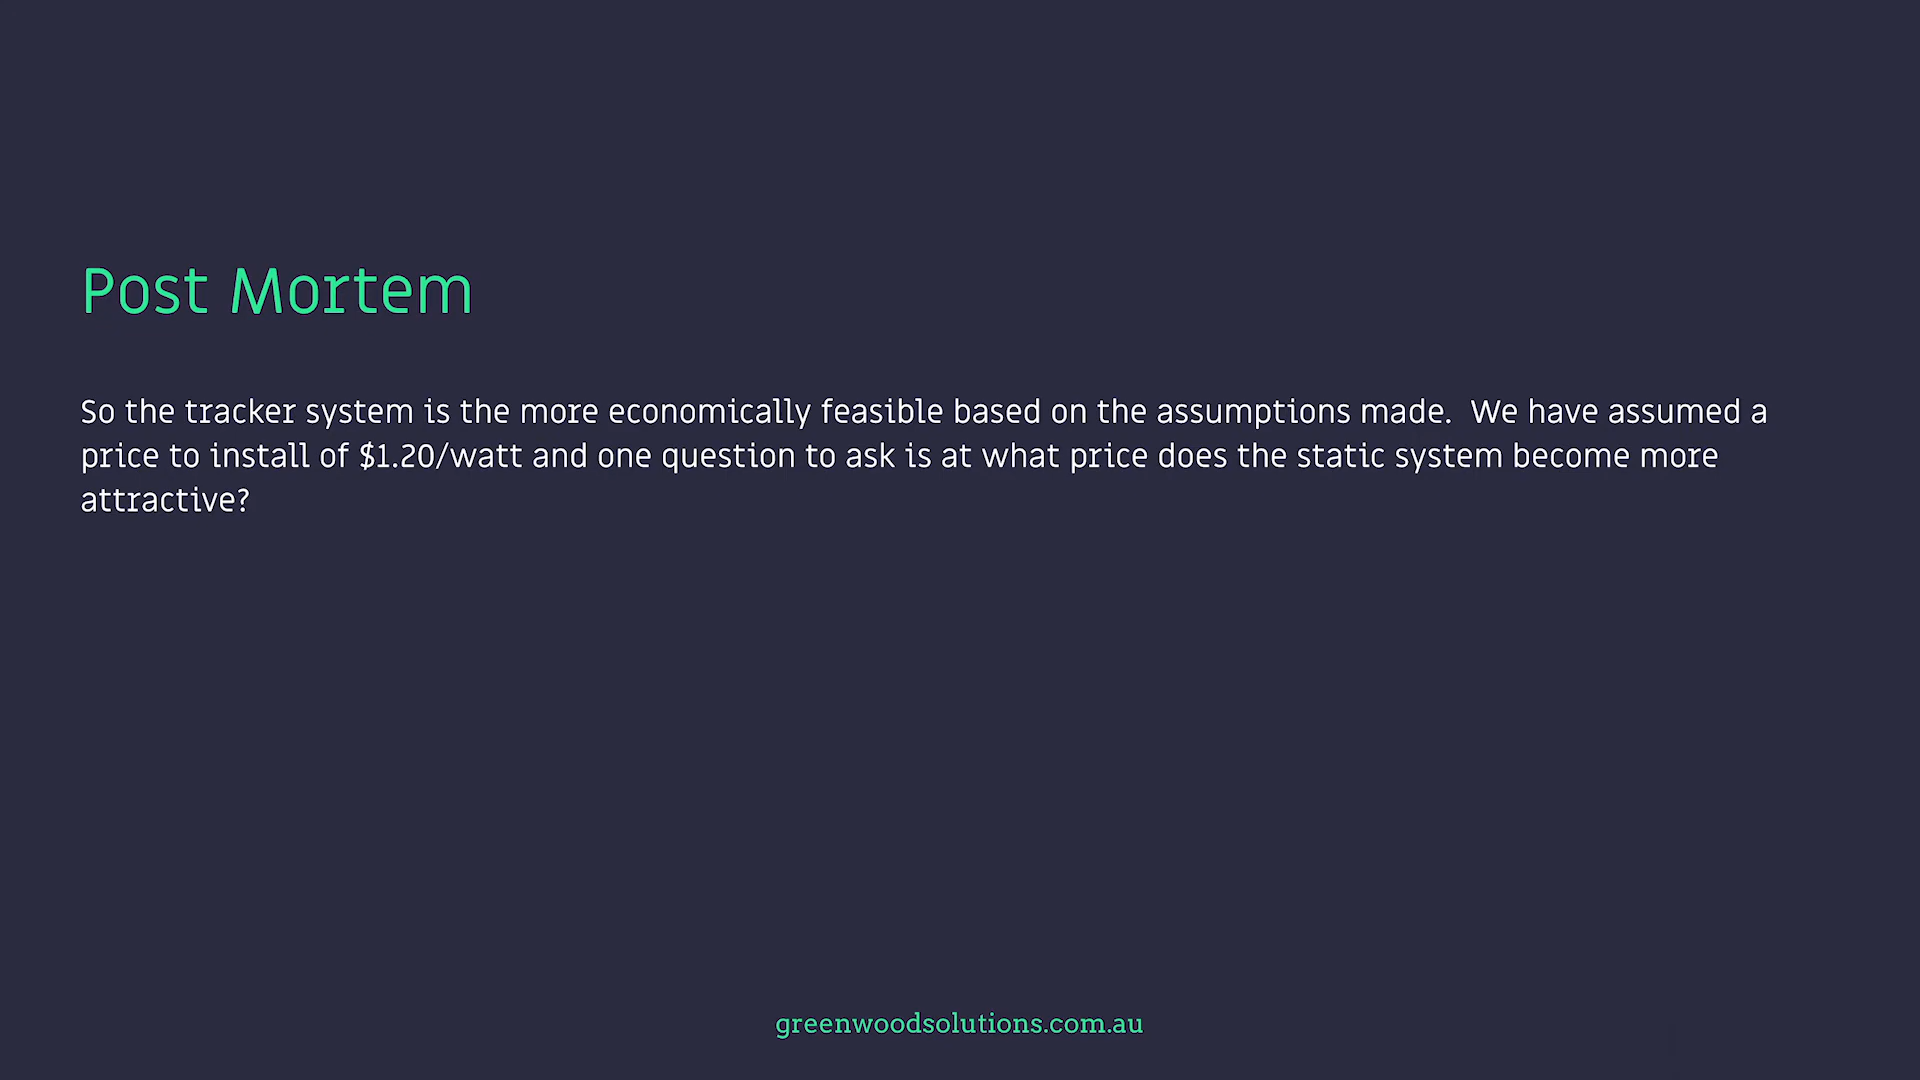 Post Mortem
So the tracker system is the more economically feasible based on the assumptions made.  We have assumed a
price to install of $1.20/watt and one question to ask is at what price does the static system become more
attractive?
greenwoodsolutions.com.au